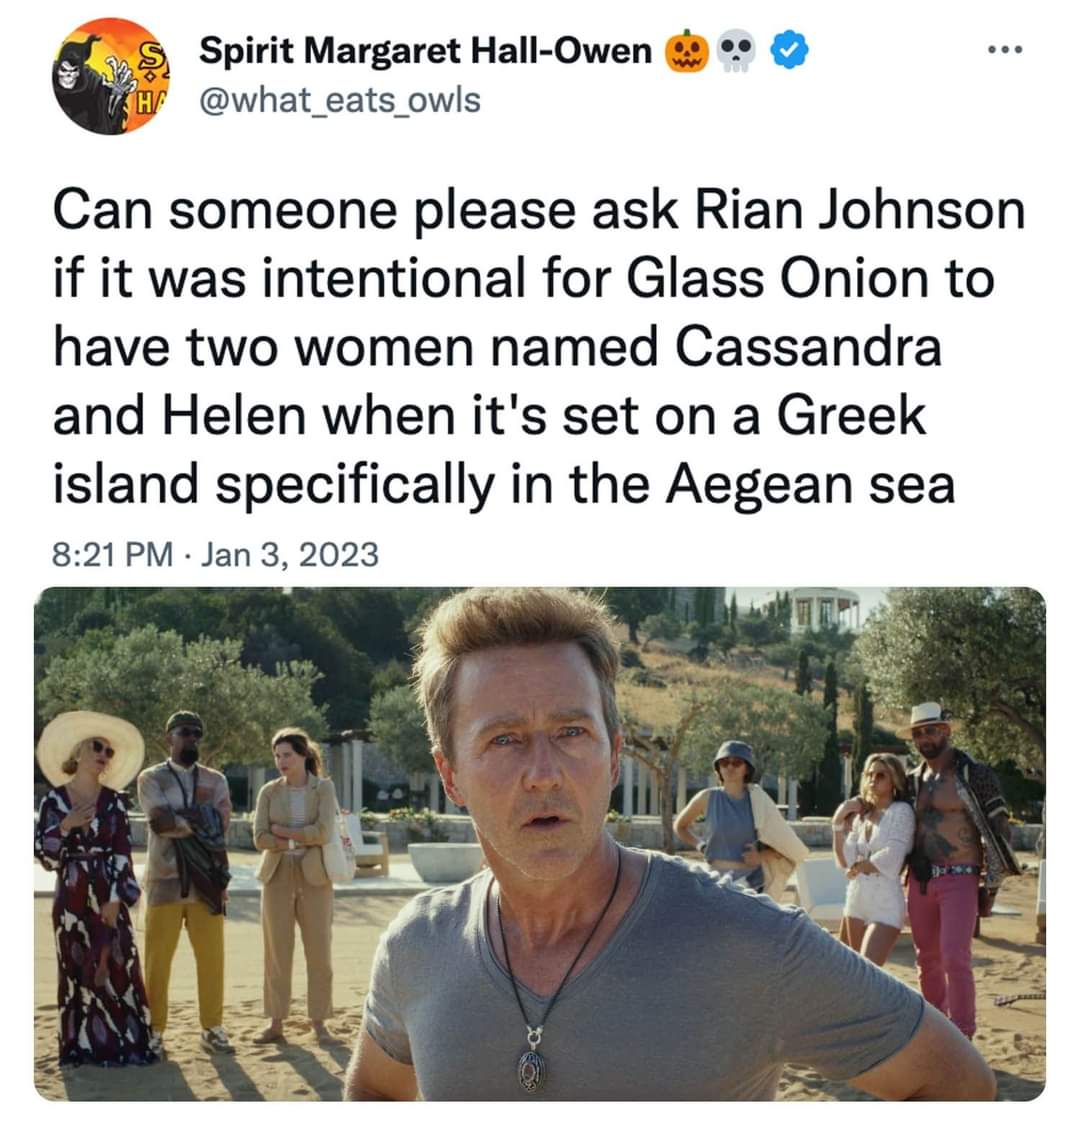 Spirit Margaret Hall-Owen 🎃💀
@what_eats_owls
Can someone please ask Rian Johnson
if it was intentional for Glass Onion to
have two women named Cassandra
and Helen when it's set on a Greek
island specifically in the Aegean sea
8:21 PM · Jan 3, 2023